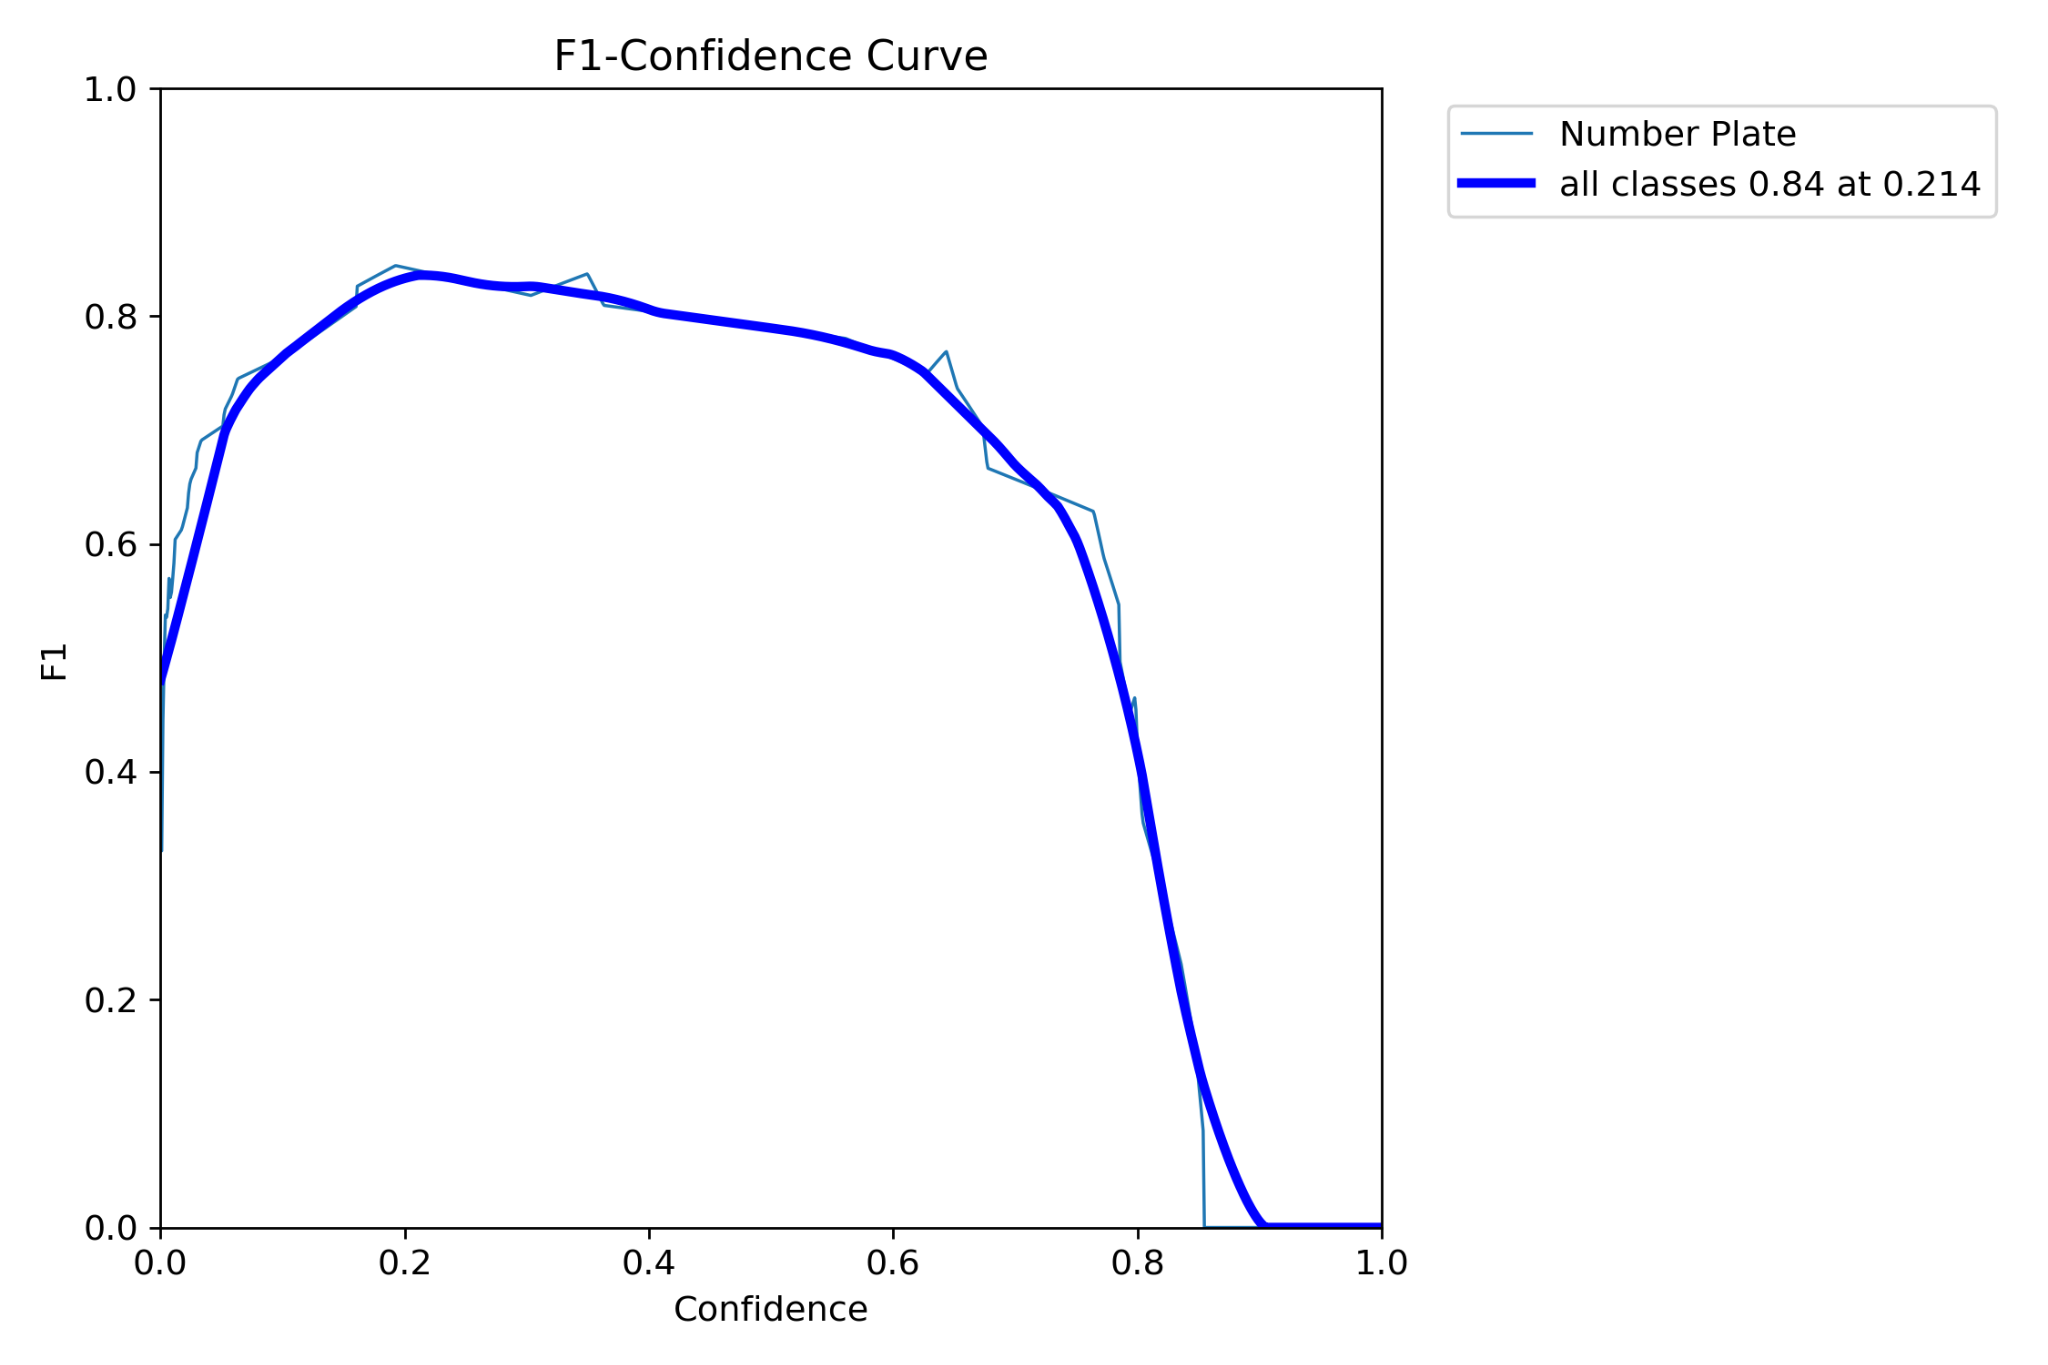 F1-Confidence Curve
Number Plate
all classes 0.84 at 0.214
1.0
0.8
0.6
0.4
0.2
0.0
F1
0.0 0.2 0.4 0.6 0.8 1.0
Confidence